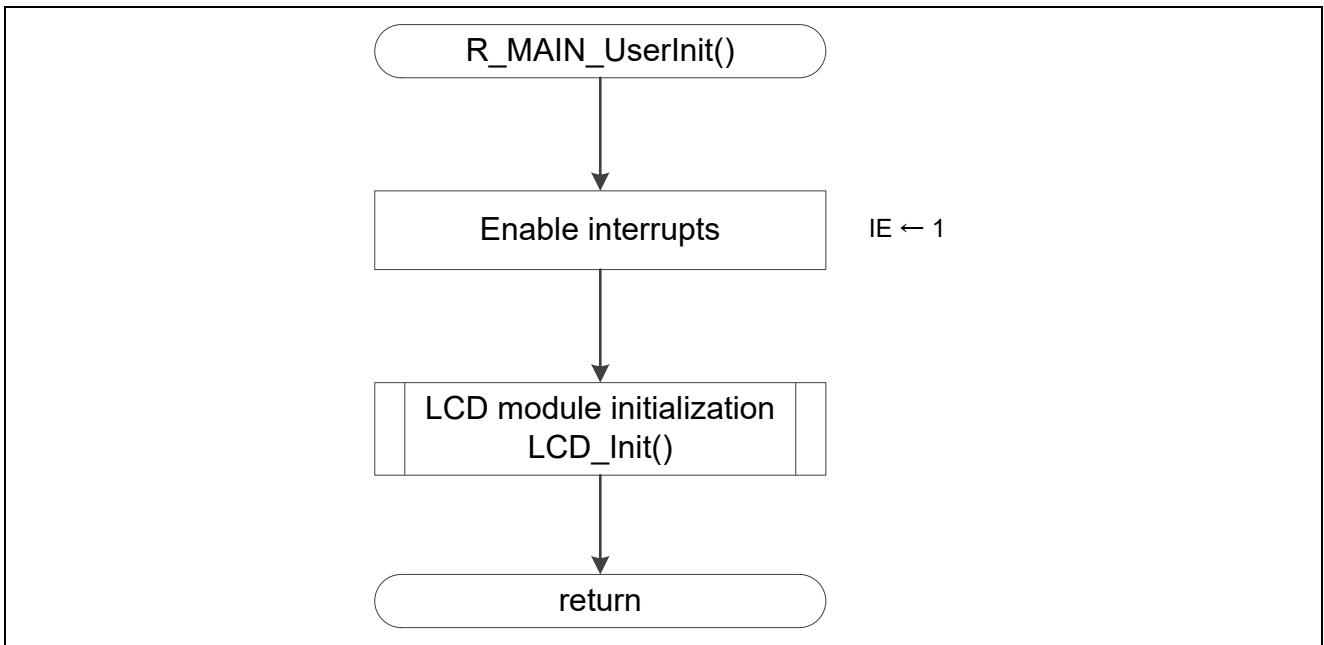 R_MAIN_UserInit()
Enable interrupts
IE ← 1
LCD module initialization
LCD_Init()
return